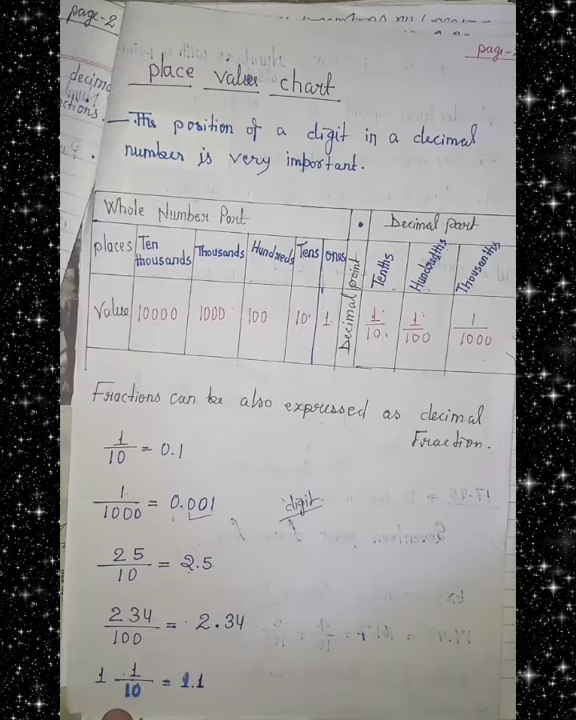 page-2
page-
place value chart
decima
- The position of a digit in a decimal
number is very important.
Whole Number Part . Decimal part
places Ten thousands Thousands Hundreds Tens ones Decimal point Tenths Hundredths Thousanths
Value 10000 1000 100 10 1 1/10 1/100 1/1000
Fractions can be also expressed as decimal
Fraction.
1/10 = 0.1
1/1000 = 0.001 digit
25/10 = 2.5
234/100 = 2.34
1 1/10 = 1.1